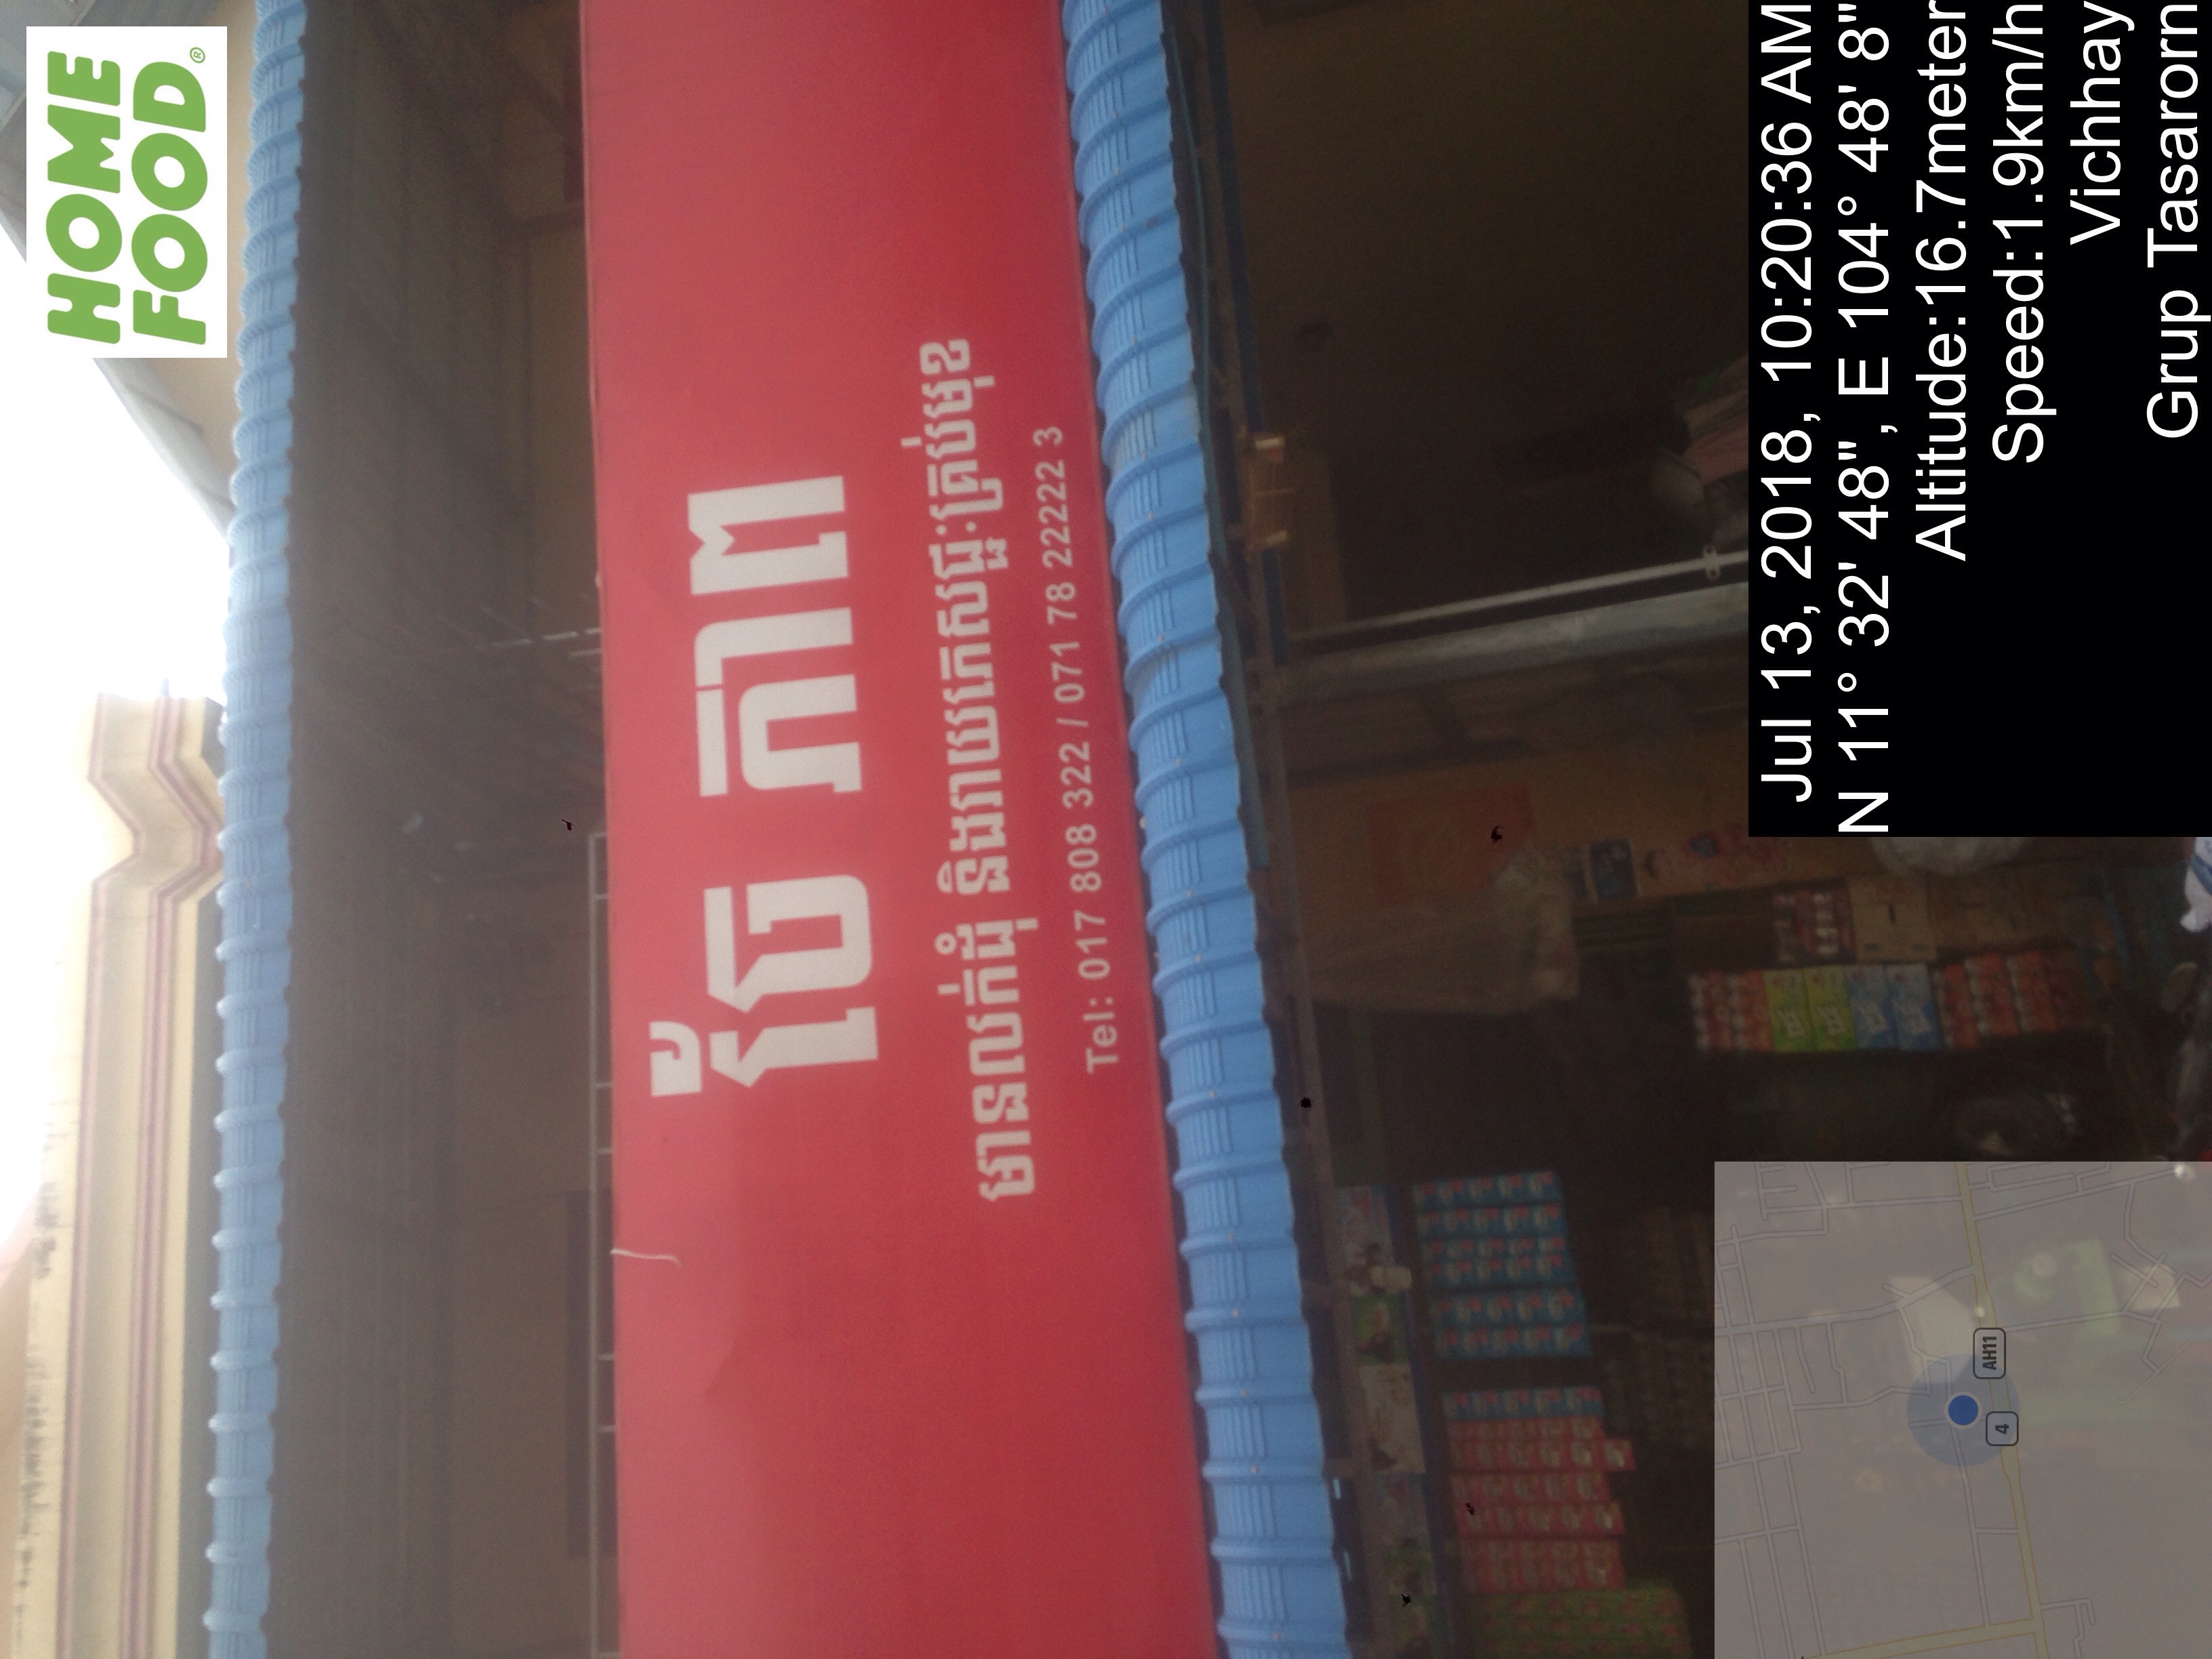 HOME
FOOD®
ចែ ភាព
មានលក់ដុំ និងរាយភេសជ្ជៈគ្រប់មុខ
Tel: 017 808 322 / 071 78 22222 3
4
AH11
Jul 13, 2018, 10:20:36 AM
N 11° 32' 48", E 104° 48' 8"
Altitude:16.7meter
Speed:1.9km/h
Vichhay
Grup Tasarorn